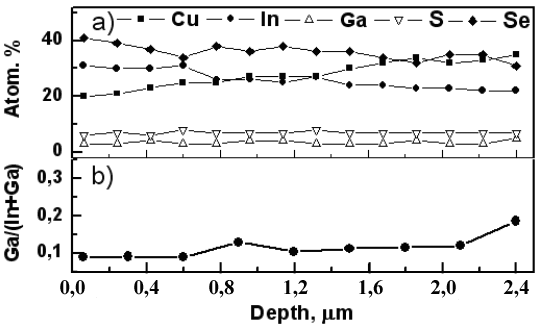 a) Cu In Ga S Se
Atom. %
40
20
0
b)
Ga/(In+Ga)
0,3
0,2
0,1
0,0 0,4 0,8 1,2 1,6 2,0 2,4
Depth, μm